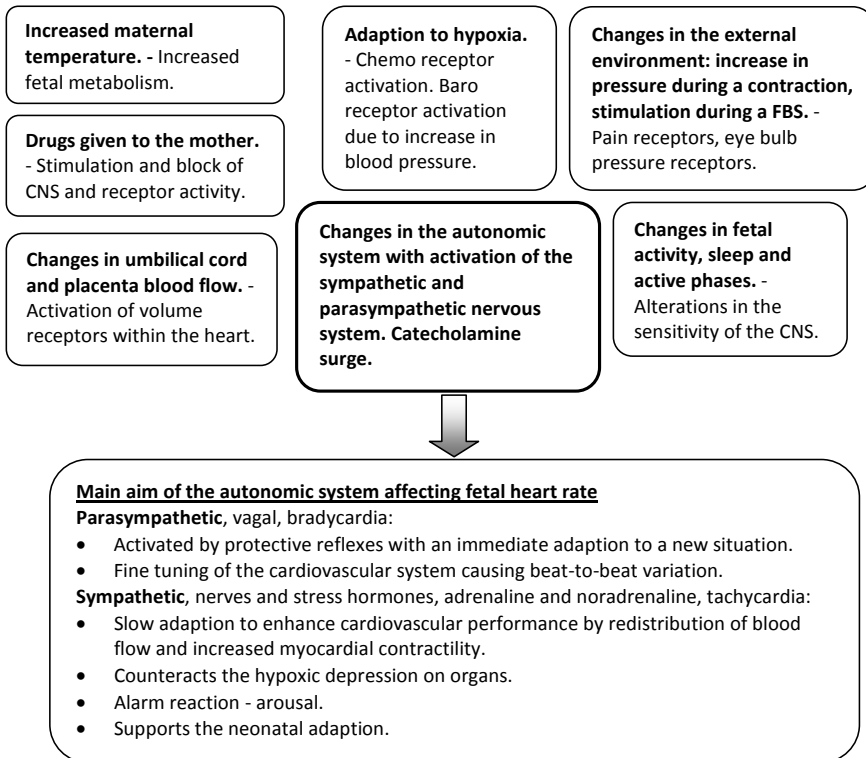 Increased maternal
temperature. - Increased
fetal metabolism.
Drugs given to the mother.
- Stimulation and block of
CNS and receptor activity.
Changes in umbilical cord
and placenta blood flow. -
Activation of volume
receptors within the heart.
Adaption to hypoxia.
- Chemo receptor
activation. Baro
receptor activation
due to increase in
blood pressure.
Changes in the external
environment: increase in
pressure during a contraction,
stimulation during a FBS. -
Pain receptors, eye bulb
pressure receptors.
Changes in the autonomic
system with activation of the
sympathetic and
parasympathetic nervous
system. Catecholamine
surge.
Changes in fetal
activity, sleep and
active phases. -
Alterations in the
sensitivity of the CNS.
Main aim of the autonomic system affecting fetal heart rate
Parasympathetic, vagal, bradycardia:
• Activated by protective reflexes with an immediate adaption to a new situation.
• Fine tuning of the cardiovascular system causing beat-to-beat variation.
Sympathetic, nerves and stress hormones, adrenaline and noradrenaline, tachycardia:
• Slow adaption to enhance cardiovascular performance by redistribution of blood
flow and increased myocardial contractility.
• Counteracts the hypoxic depression on organs.
• Alarm reaction - arousal.
• Supports the neonatal adaption.